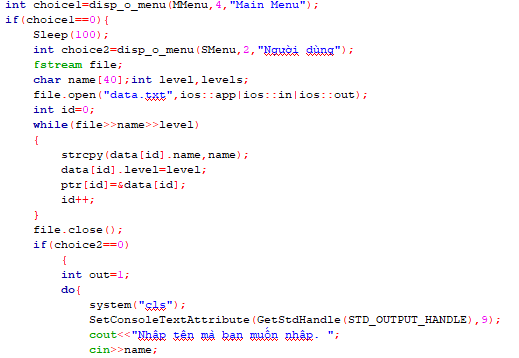 int choice1=disp_o_menu(MMenu,4,"Main Menu");
if(choice1==0){
Sleep(100);
int choice2=disp_o_menu(SMenu,2,"Người dùng");
fstream file;
char name[40];int level,levels;
file.open("data.txt",ios::app|ios::in|ios::out);
int id=0;
while(file>>name>>level)
{
strcpy(data[id].name,name);
data[id].level=level;
ptr[id]=&data[id];
id++;
}
file.close();
if(choice2==0)
{
int out=1;
do{
system("cls");
SetConsoleTextAttribute(GetStdHandle(STD_OUTPUT_HANDLE),9);
cout<<"Nhập tên mà bạn muốn nhập. ";
cin>>name;